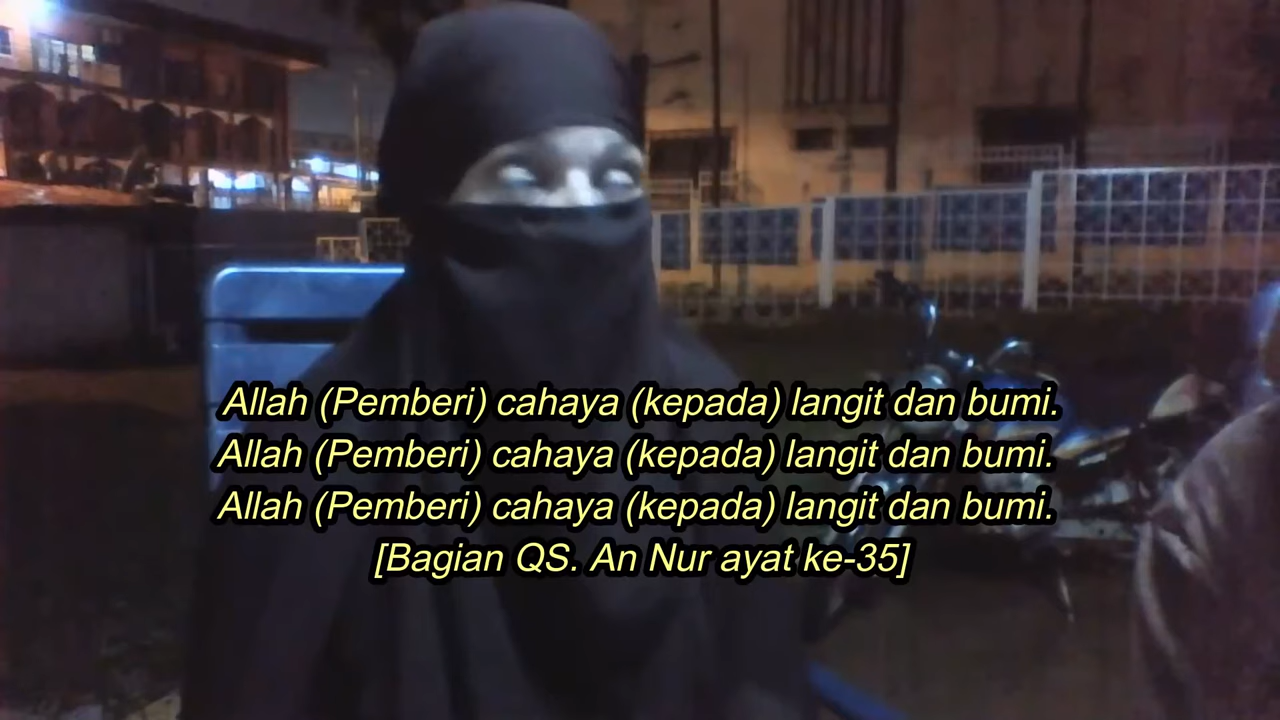 Allah (Pemberi) cahaya (kepada) langit dan bumi.
Allah (Pemberi) cahaya (kepada) langit dan bumi.
Allah (Pemberi) cahaya (kepada) langit dan bumi.
[Bagian QS. An Nur ayat ke-35]